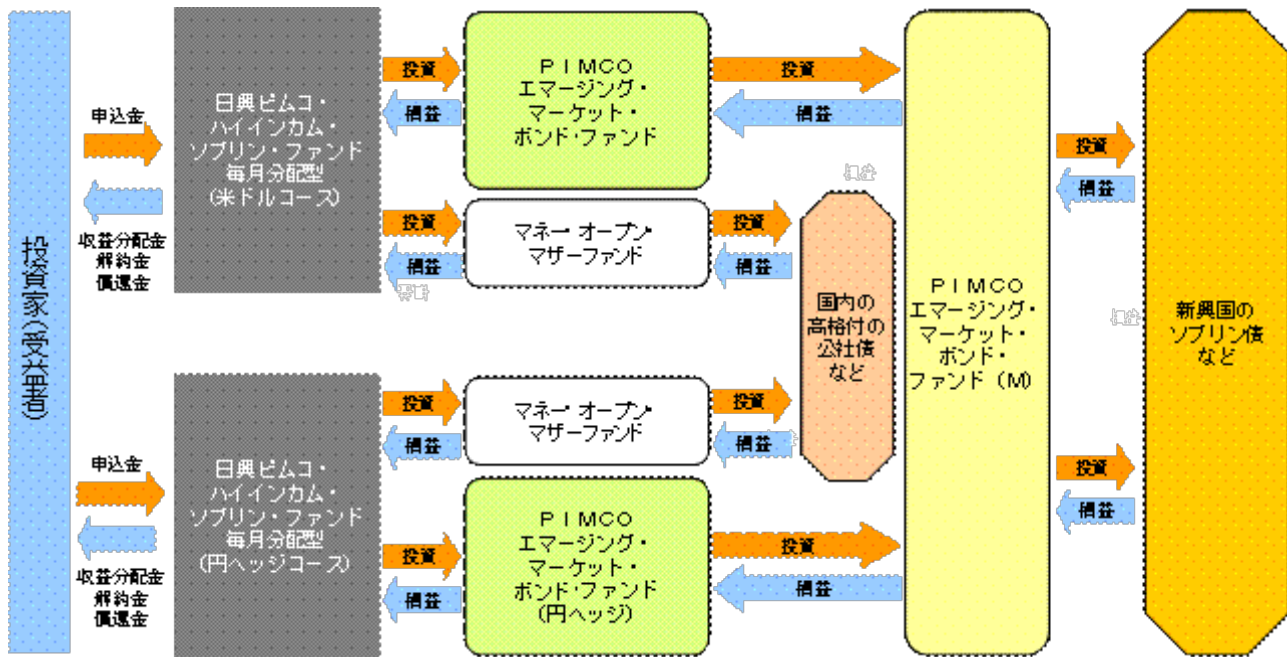 投資家(受益者)
申込金
収益分配金
解約金
償還金
日興ピムコ・
ハイインカム・
ソブリン・ファンド
毎月分配型
(米ドルコース)
投資
損益
PIMCO
エマージング・
マーケット・
ボンド・ファンド
投資
損益
投資
損益
マネー・オープン・
マザーファンド
投資
損益
国内の
高格付の
公社債
など
PIMCO
エマージング・
マーケット・
ボンド・
ファンド(M)
投資
損益
新興国の
ソブリン債
など
申込金
収益分配金
解約金
償還金
日興ピムコ・
ハイインカム・
ソブリン・ファンド
毎月分配型
(円ヘッジコース)
投資
損益
マネー・オープン・
マザーファンド
投資
損益
投資
損益
PIMCO
エマージング・
マーケット・
ボンド・ファンド
(円ヘッジ)
投資
損益
投資
損益